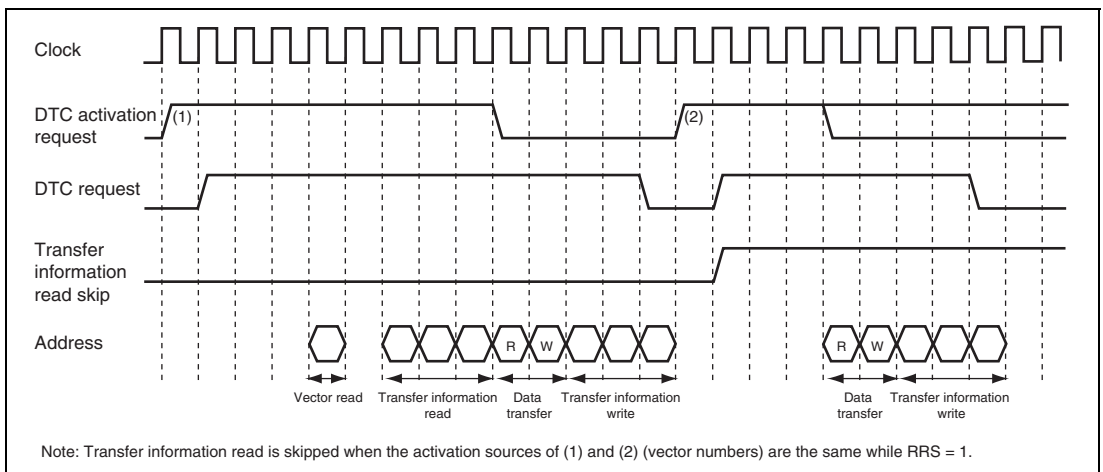 Clock
DTC activation
request
(1)
(2)
DTC request
Transfer
information
read skip
Address
R
W
R
W
Vector read
Transfer information
read
Data
transfer
Transfer information
write
Data
transfer
Transfer information
write
Note: Transfer information read is skipped when the activation sources of (1) and (2) (vector numbers) are the same while RRS = 1.